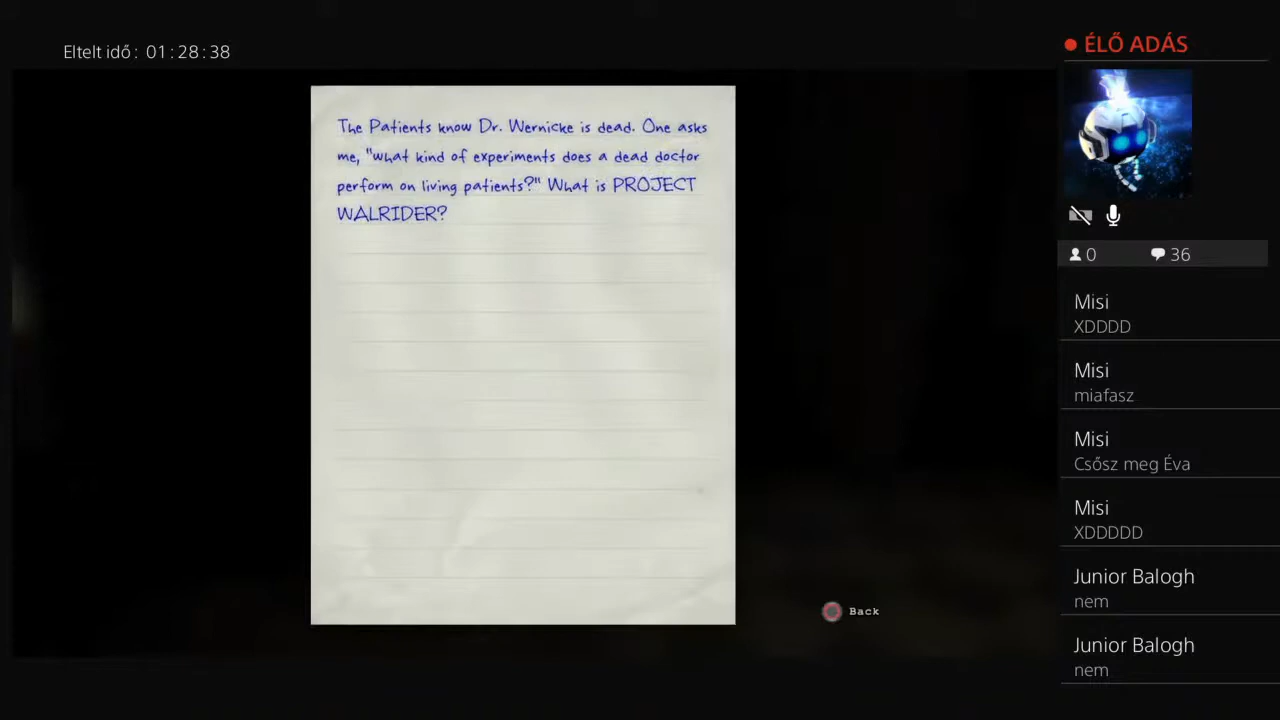 Eltelt idő: 01:28:38
The Patients know Dr. Wernicke is dead. One asks
me, "what kind of experiments does a dead doctor
perform on living patients?" What is PROJECT
WALRIDER?
Back
ÉLŐ ADÁS
0 36
Misi
XDDDD
Misi
miafasz
Misi
Csősz meg Éva
Misi
XDDDDD
Junior Balogh
nem
Junior Balogh
nem